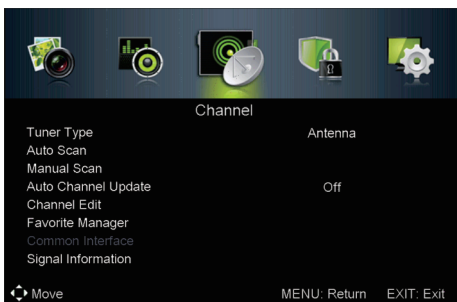 Channel
Tuner Type Antenna
Auto Scan
Manual Scan
Auto Channel Update Off
Channel Edit
Favorite Manager
Common Interface
Signal Information
Move MENU: Return EXIT: Exit